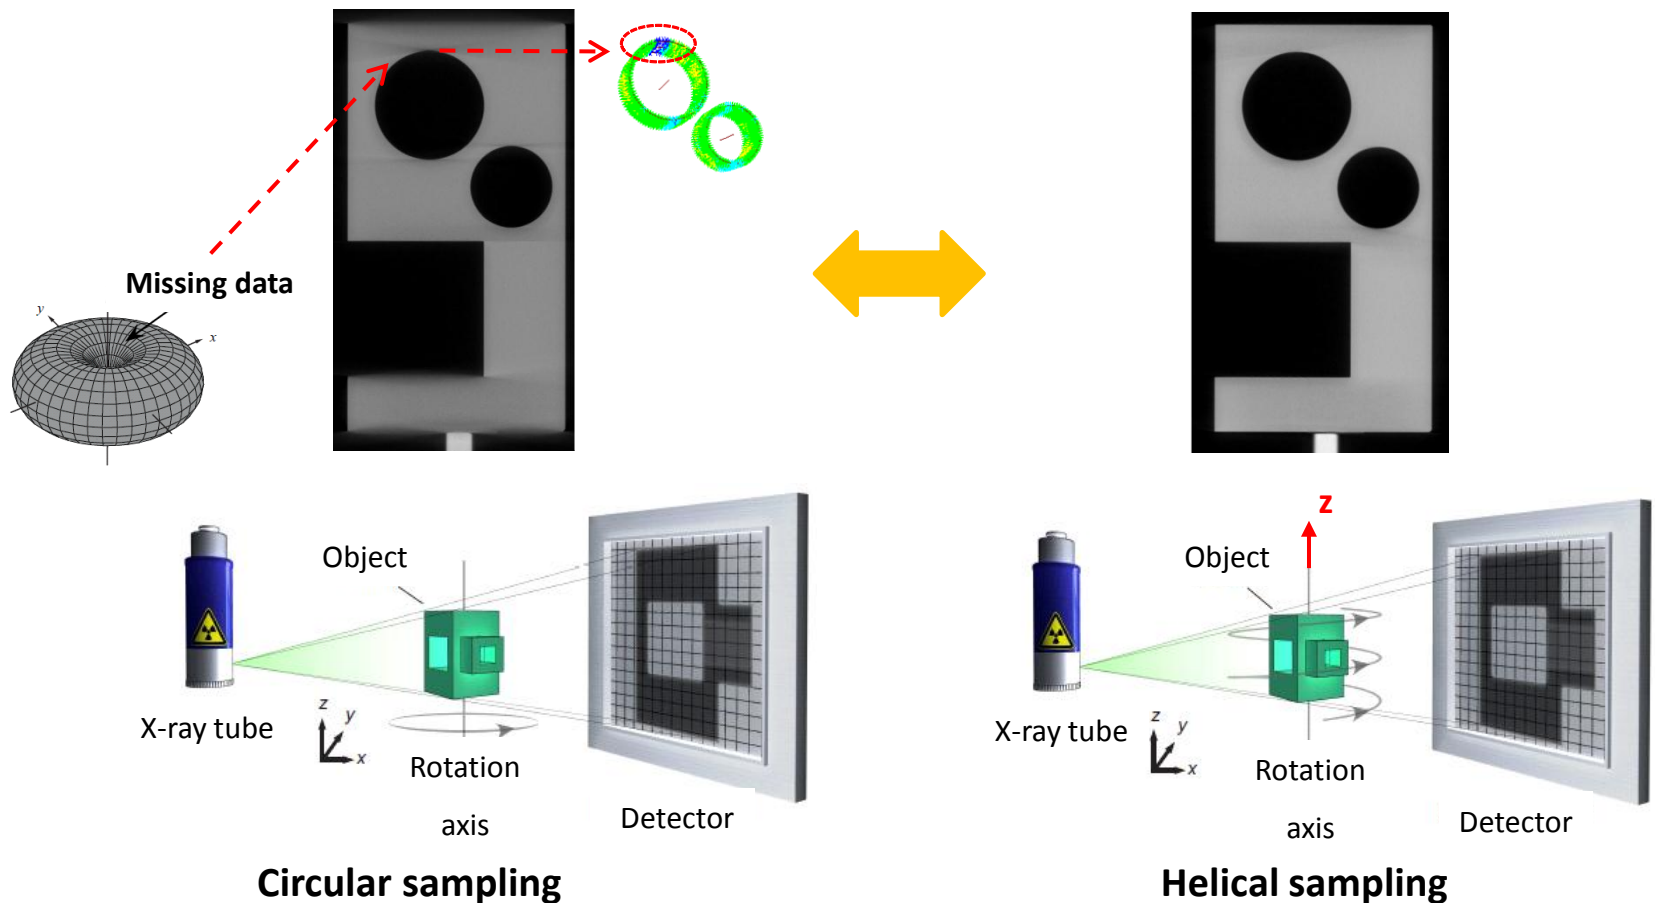 Missing data
y
x
Object
X-ray tube
z
y
x
Rotation
axis
Detector
Circular sampling
z
Object
X-ray tube
z
y
x
Rotation
axis
Detector
Helical sampling